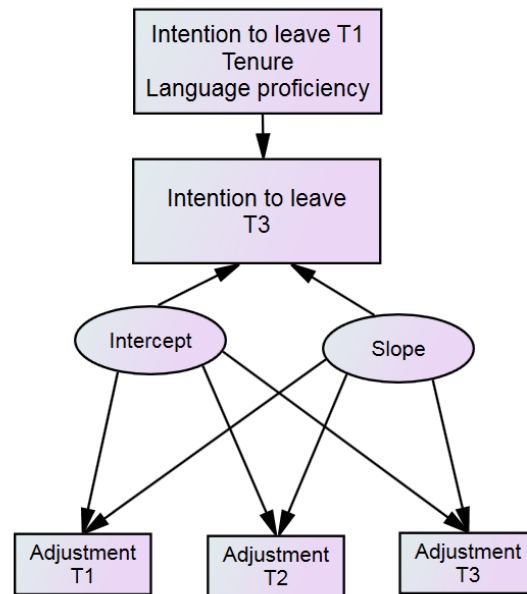 Intention to leave T1
Tenure
Language proficiency
Intention to leave
T3
Intercept
Slope
Adjustment
T1
Adjustment
T2
Adjustment
T3